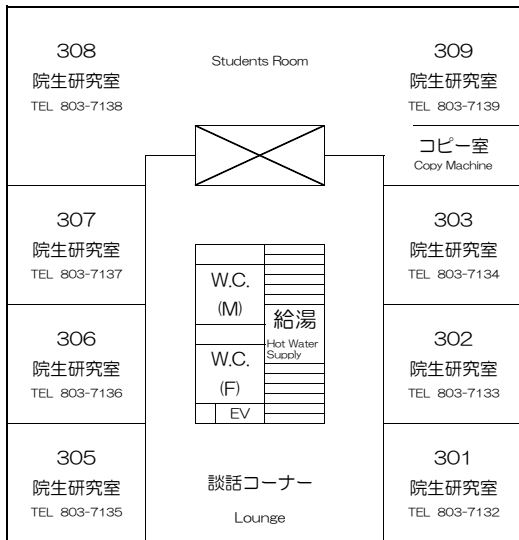 308
院生研究室
TEL 803-7138
Students Room
309
院生研究室
TEL 803-7139
コピー室
Copy Machine
307
院生研究室
TEL 803-7137
303
院生研究室
TEL 803-7134
W.C.
(M)
給湯
Hot Water
Supply
W.C.
(F)
EV
306
院生研究室
TEL 803-7136
302
院生研究室
TEL 803-7133
305
院生研究室
TEL 803-7135
談話コーナー
Lounge
301
院生研究室
TEL 803-7132